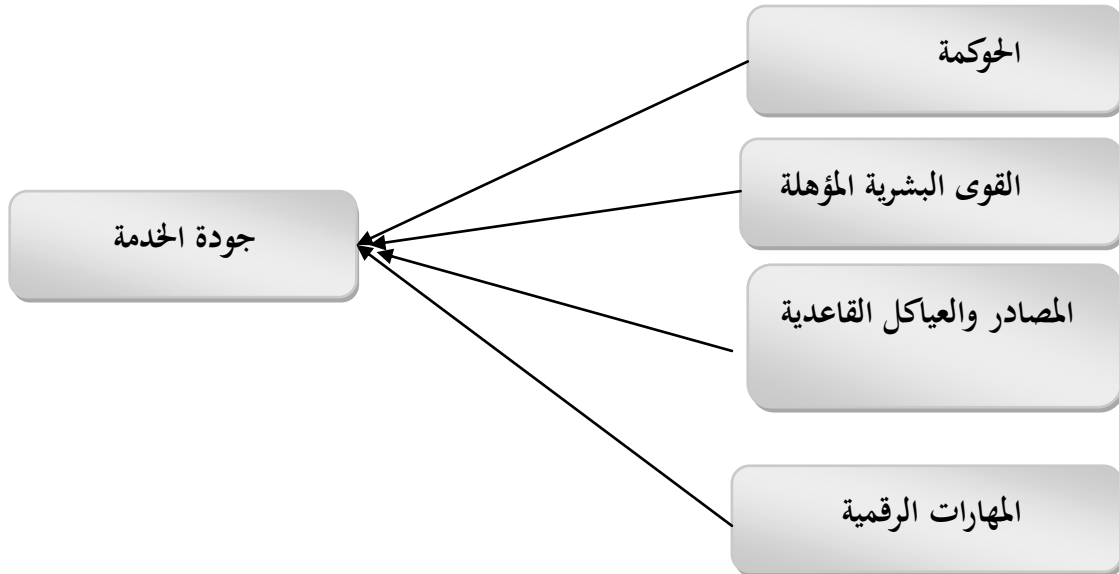 الحوكمة
القوى البشرية المؤهلة
جودة الخدمة
المصادر والعياكل القاعدية
المهارات الرقمية